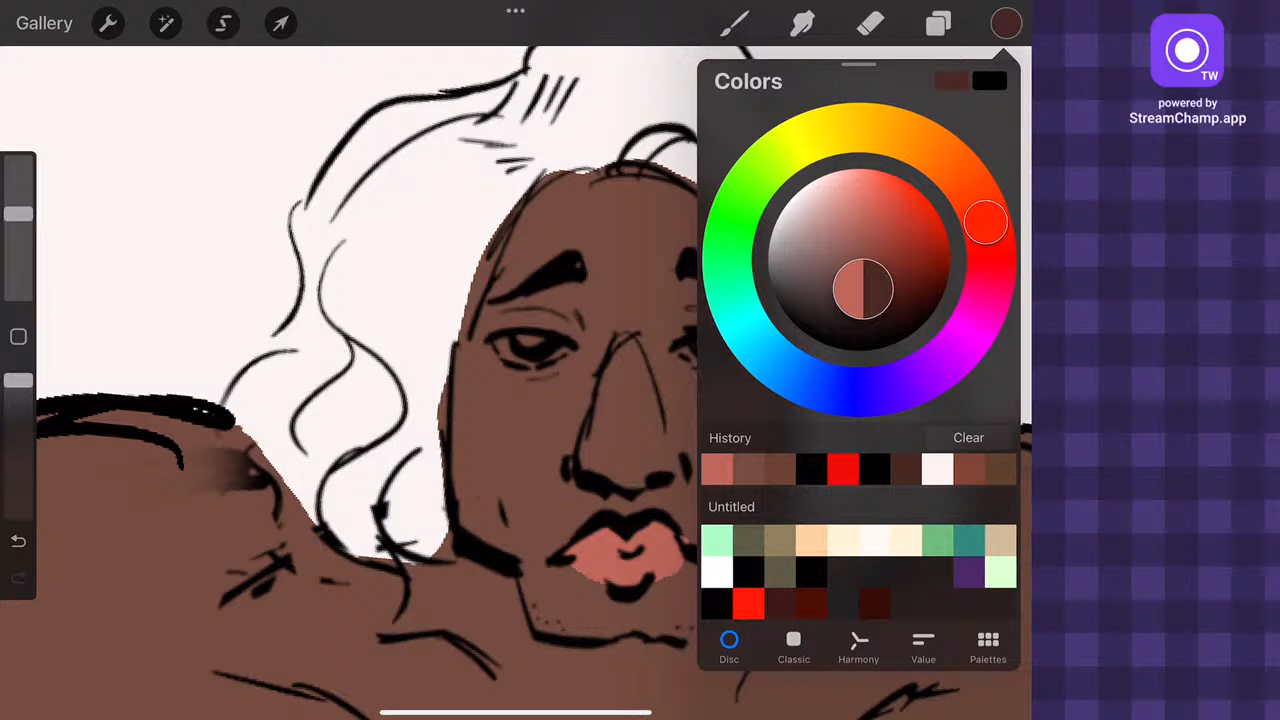 Gallery
TW
powered by
StreamChamp.app
Colors
History
Clear
Untitled
Disc
Classic
Harmony
Value
Palettes